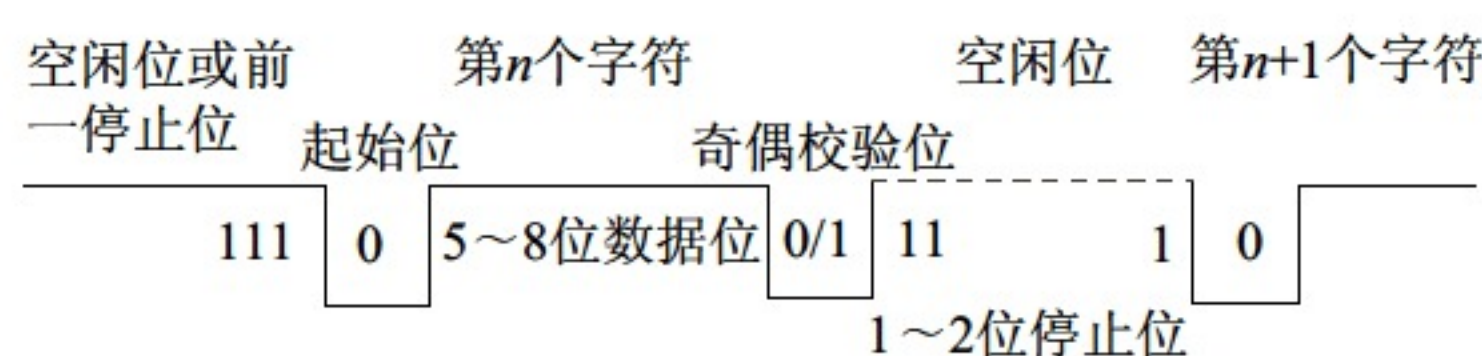 空闲位或前
一停止位
起始位
第n个字符
奇偶校验位
空闲位
第n+1个字符
111
0
5～8位数据位
0/1
11
1
0
1～2位停止位